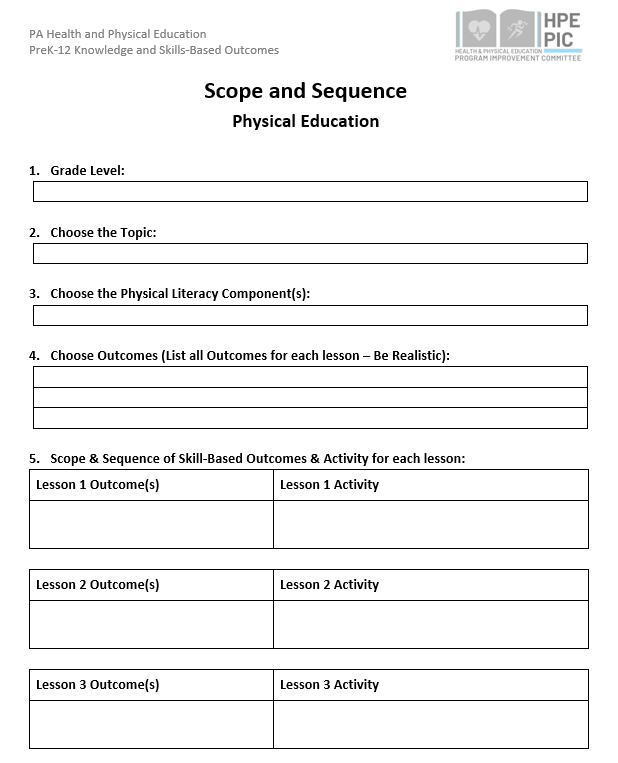 PA Health and Physical Education
PreK-12 Knowledge and Skills-Based Outcomes
HPE
PIC
HEALTH & PHYSICAL EDUCATION
PROGRAM IMPROVEMENT COMMITTEE
Scope and Sequence
Physical Education
1. Grade Level:
2. Choose the Topic:
3. Choose the Physical Literacy Component(s):
4. Choose Outcomes (List all Outcomes for each lesson – Be Realistic):
5. Scope & Sequence of Skill-Based Outcomes & Activity for each lesson:
Lesson 1 Outcome(s) Lesson 1 Activity
Lesson 2 Outcome(s) Lesson 2 Activity
Lesson 3 Outcome(s) Lesson 3 Activity